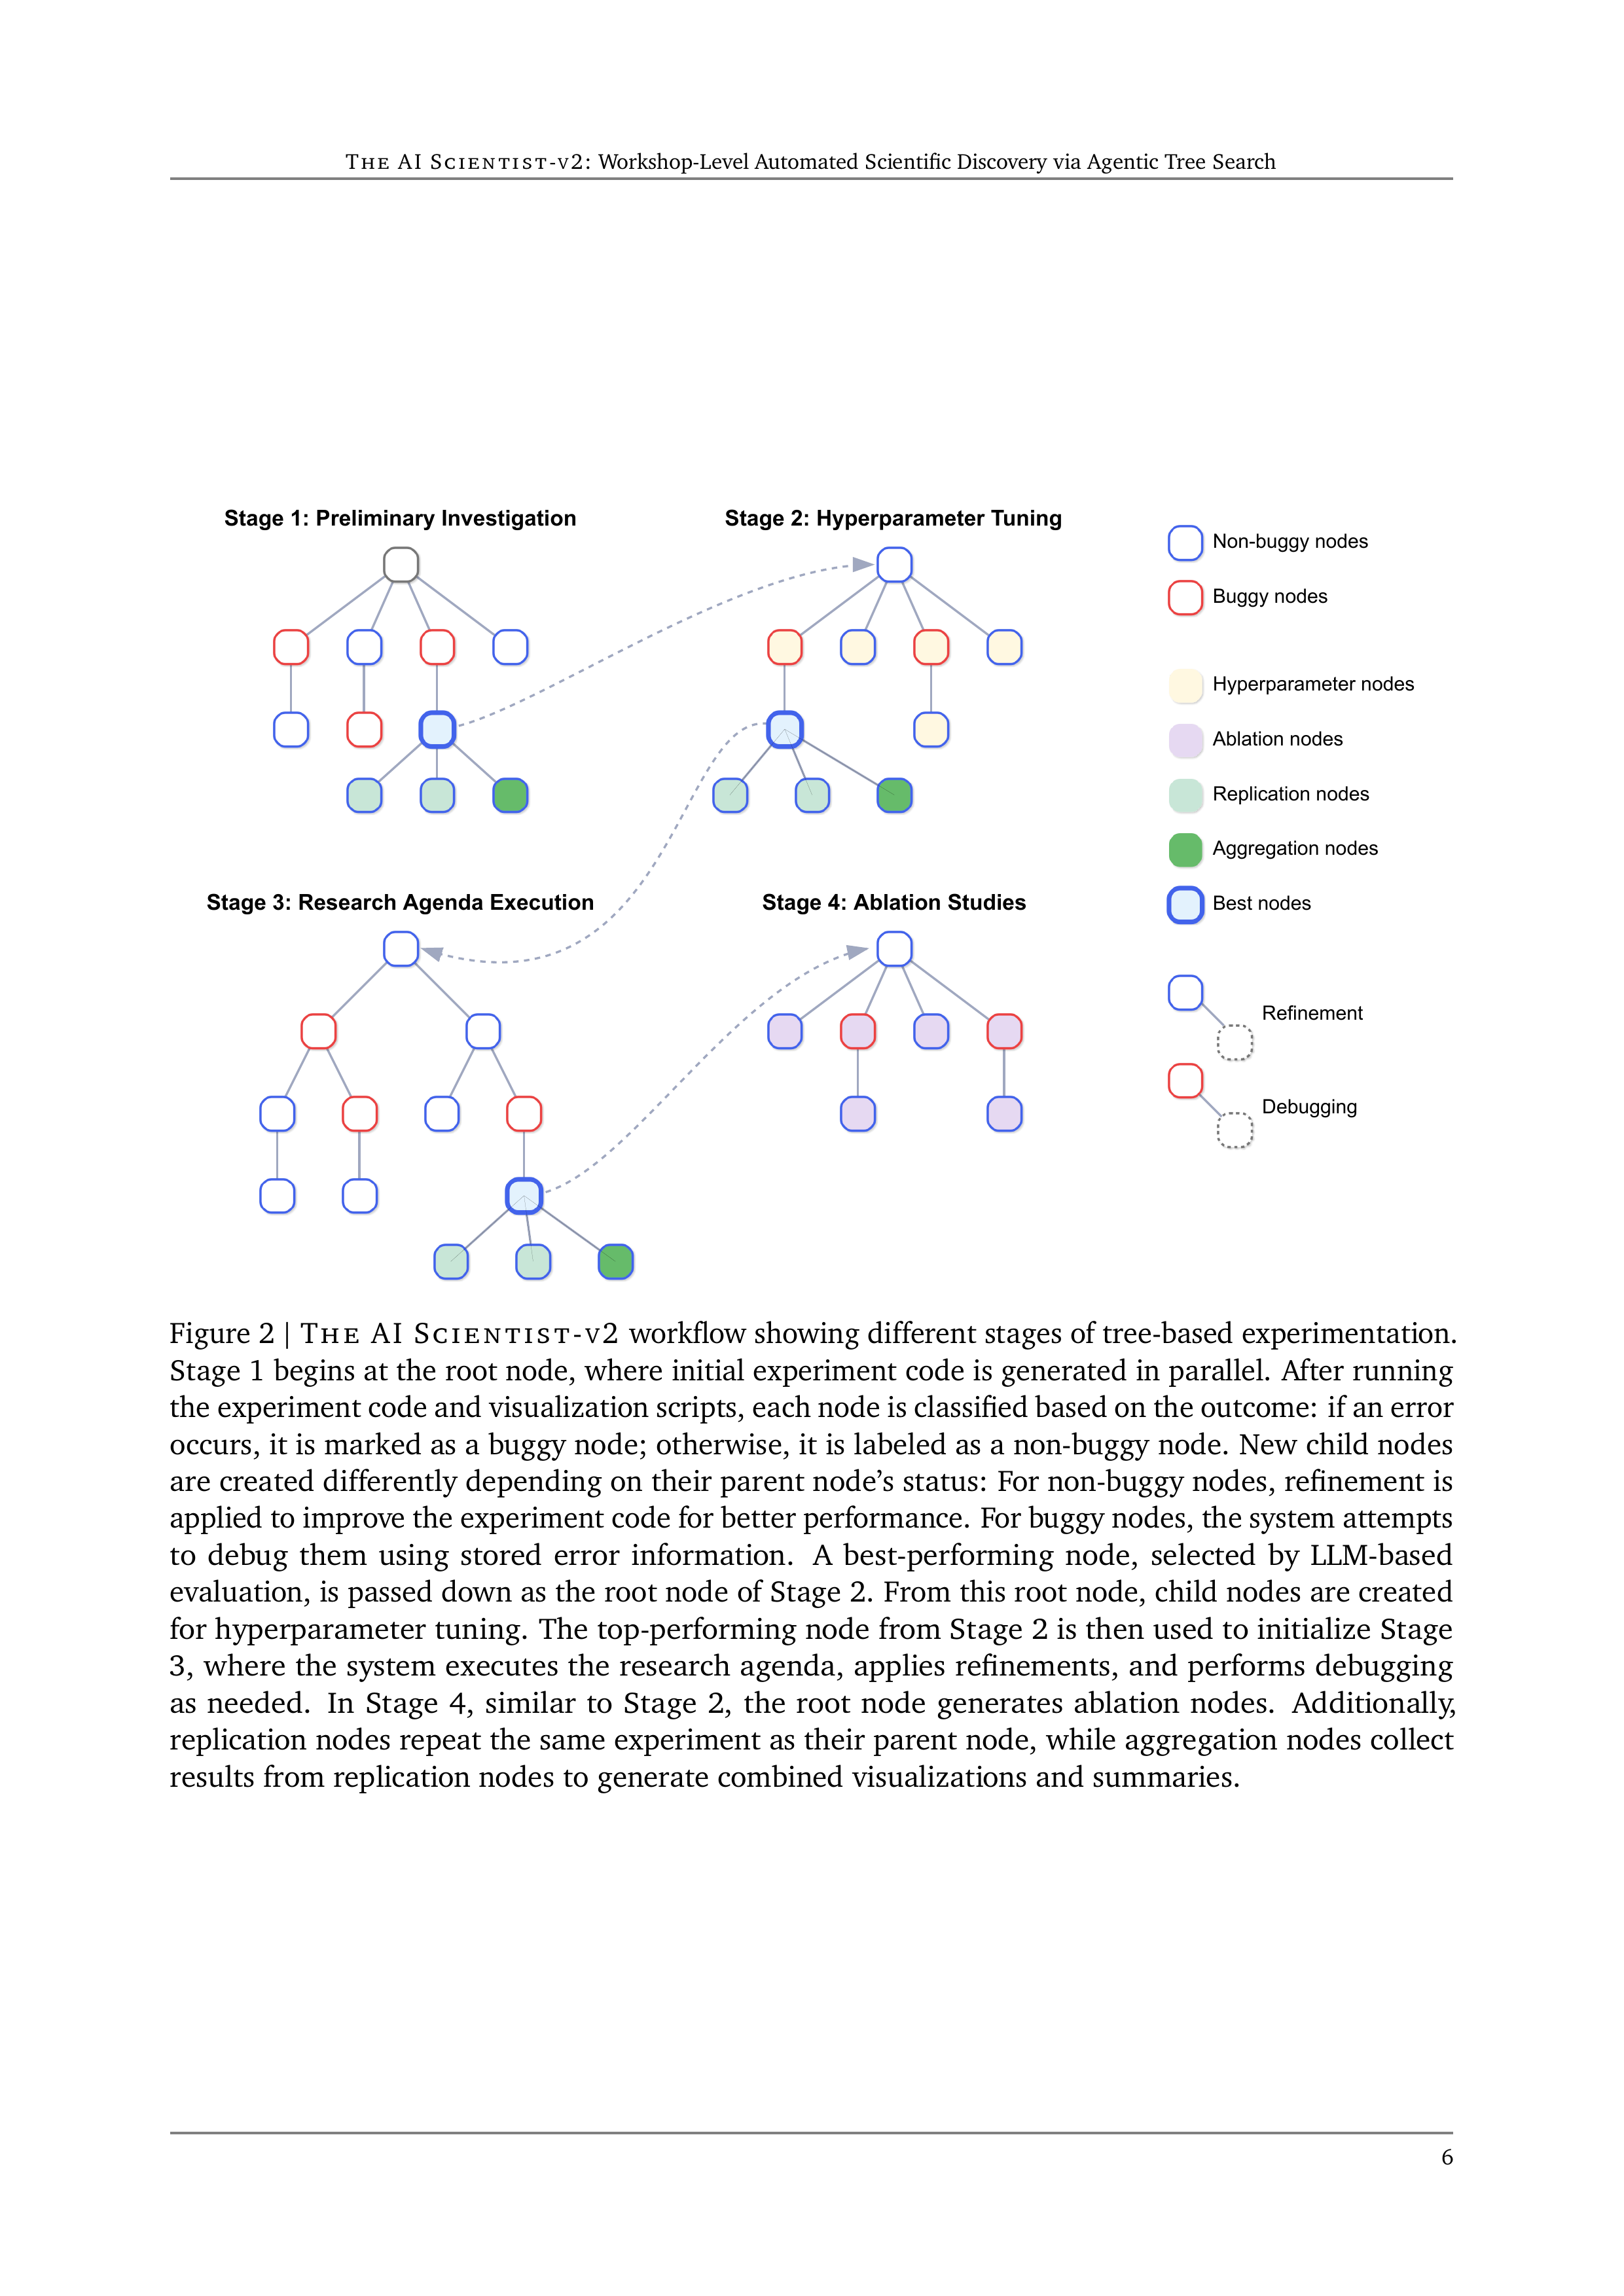 THE AI SCIENTIST-V2: Workshop-Level Automated Scientific Discovery via Agentic Tree Search
Stage 1: Preliminary Investigation
Stage 2: Hyperparameter Tuning
Non-buggy nodes
Buggy nodes
Hyperparameter nodes
Ablation nodes
Replication nodes
Aggregation nodes
Best nodes
Stage 3: Research Agenda Execution
Stage 4: Ablation Studies
Refinement
Debugging
Figure 2 | THE AI SCIENTIST-V2 workflow showing different stages of tree-based experimentation.
Stage 1 begins at the root node, where initial experiment code is generated in parallel. After running
the experiment code and visualization scripts, each node is classified based on the outcome: if an error
occurs, it is marked as a buggy node; otherwise, it is labeled as a non-buggy node. New child nodes
are created differently depending on their parent node’s status: For non-buggy nodes, refinement is
applied to improve the experiment code for better performance. For buggy nodes, the system attempts
to debug them using stored error information. A best-performing node, selected by LLM-based
evaluation, is passed down as the root node of Stage 2. From this root node, child nodes are created
for hyperparameter tuning. The top-performing node from Stage 2 is then used to initialize Stage
3, where the system executes the research agenda, applies refinements, and performs debugging
as needed. In Stage 4, similar to Stage 2, the root node generates ablation nodes. Additionally,
replication nodes repeat the same experiment as their parent node, while aggregation nodes collect
results from replication nodes to generate combined visualizations and summaries.
6